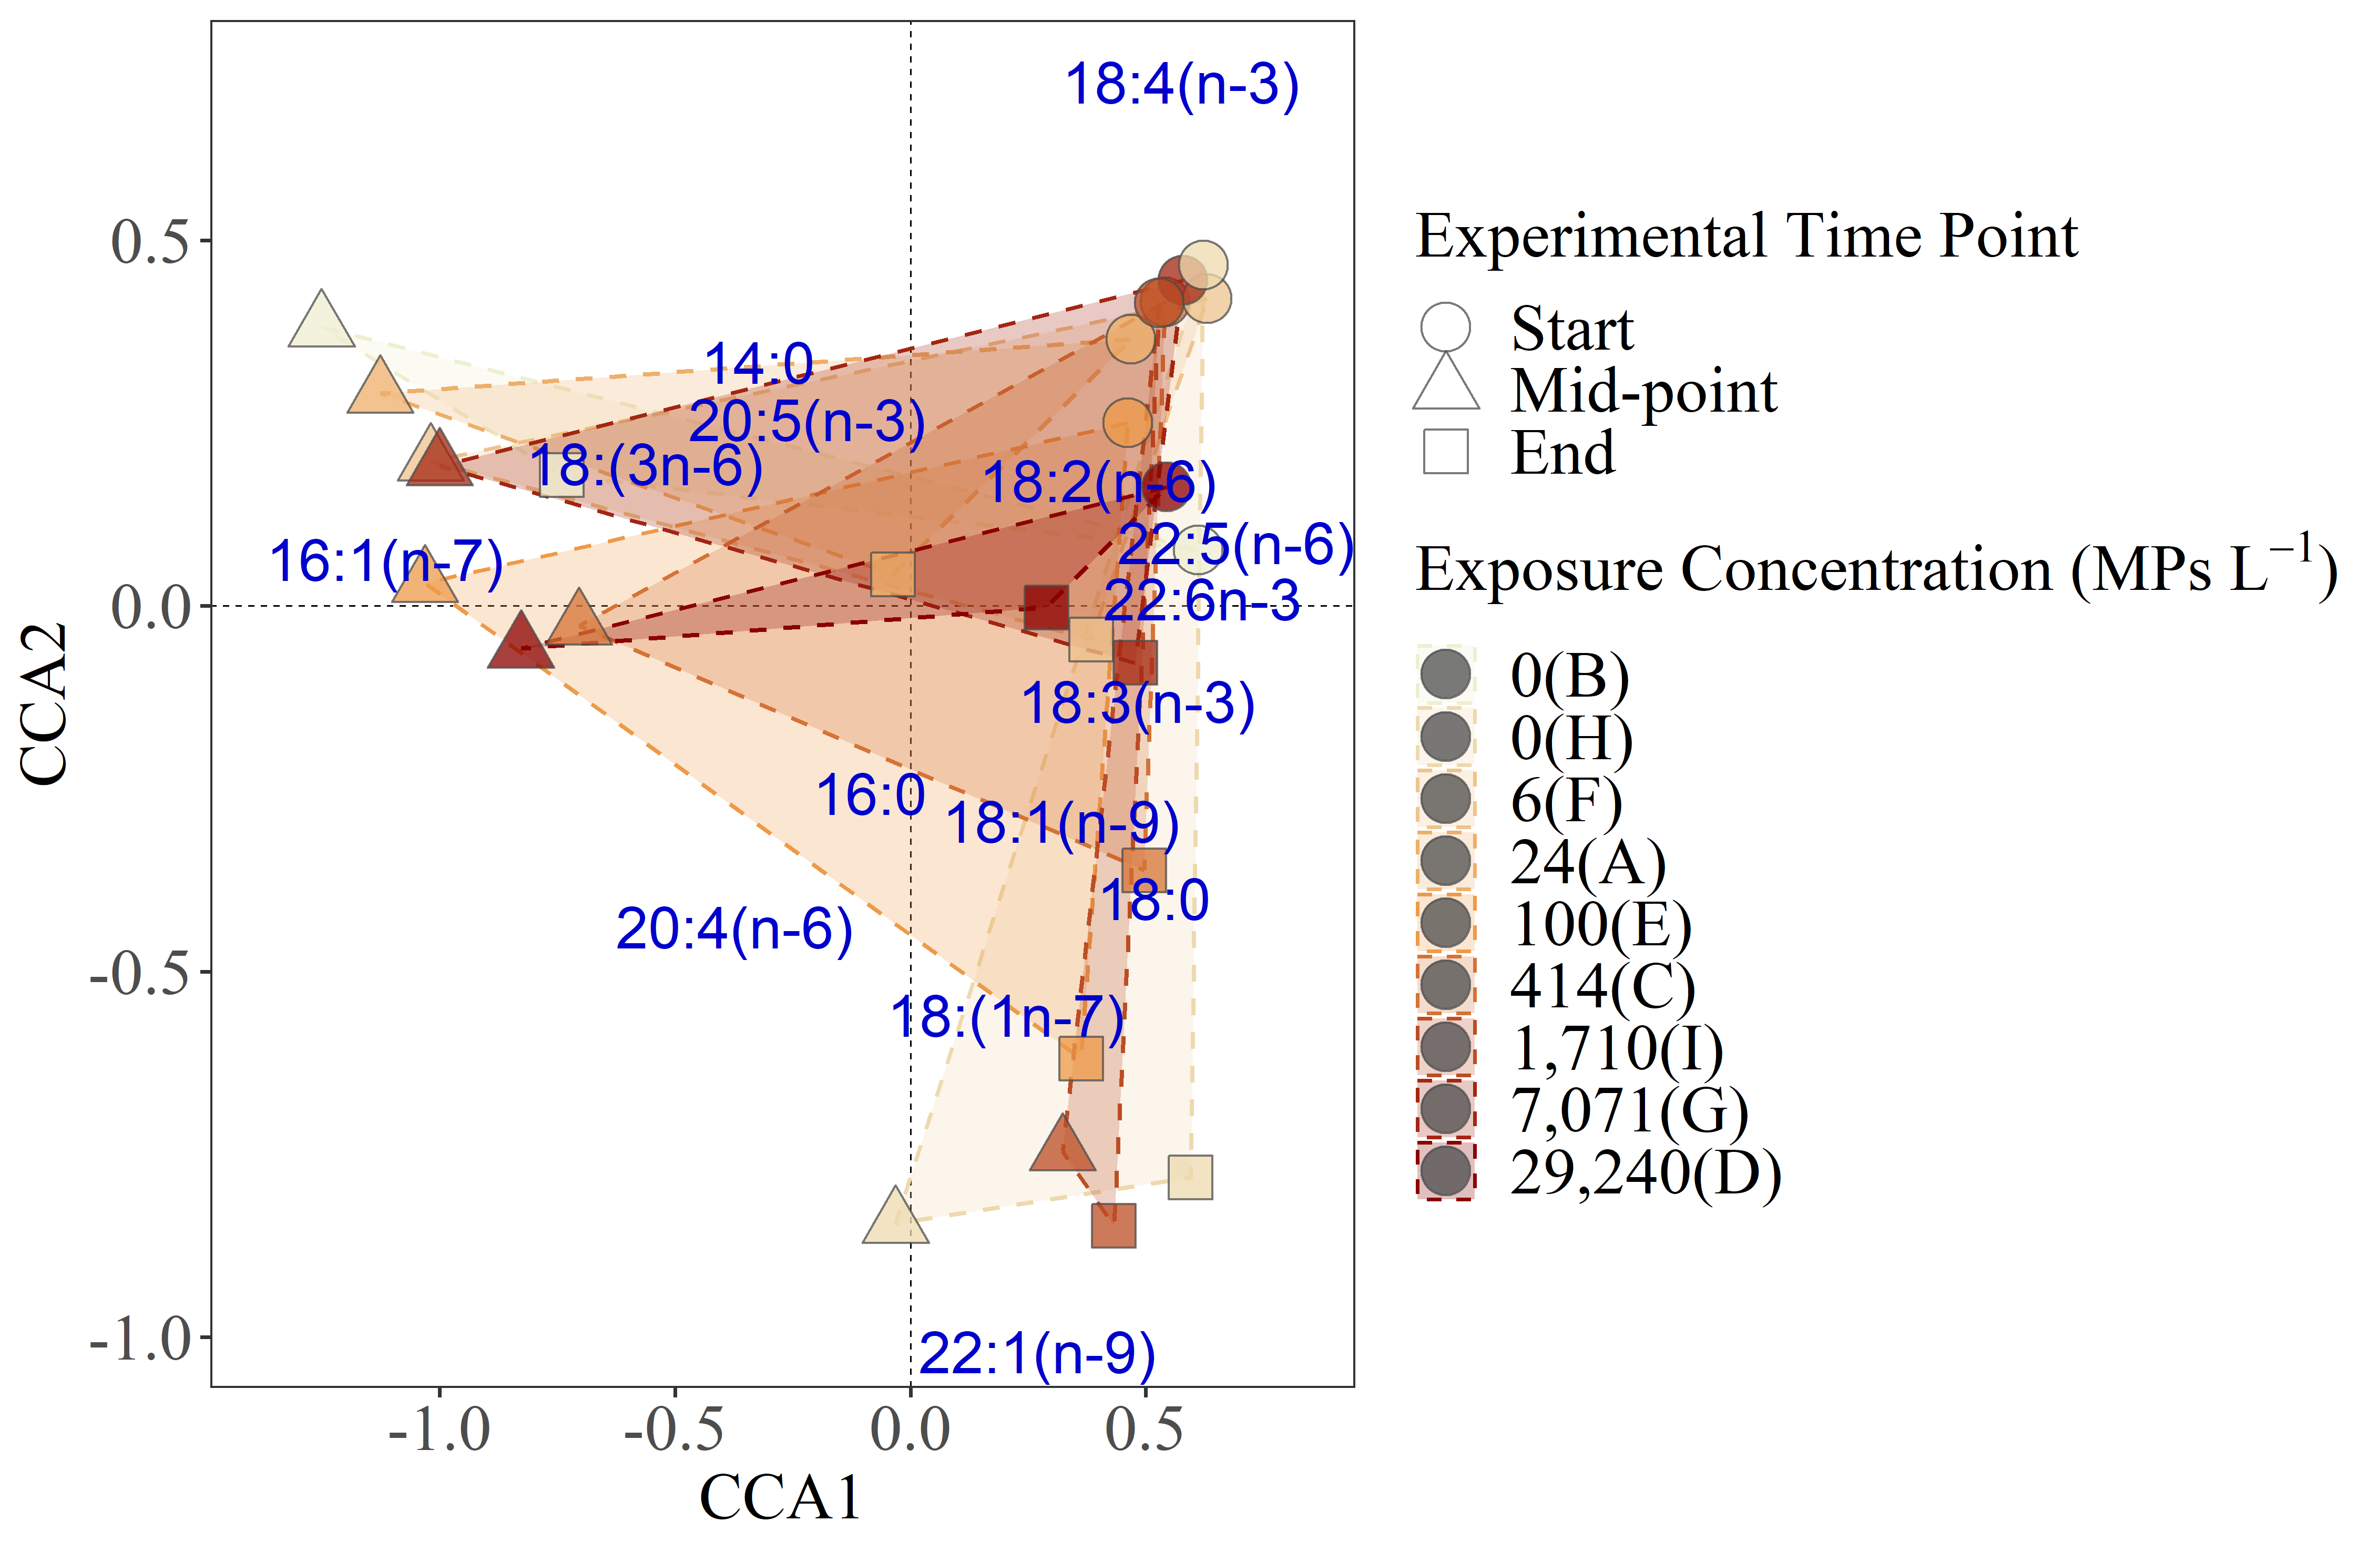 18:4(n-3)
0.5
14:0
20:5(n-3)
18:(3n-6)
18:2(n-6)
22:5(n-6)
16:1(n-7)
22:6n-3
0.0
18:3(n-3)
16:0
18:1(n-9)
18:0
20:4(n-6)
-0.5
18:(1n-7)
-1.0
22:1(n-9)
CCA2
-1.0 -0.5 0.0 0.5
CCA1
Experimental Time Point
Start
Mid-point
End
Exposure Concentration (MPs L⁻¹)
0(B)
0(H)
6(F)
24(A)
100(E)
414(C)
1,710(I)
7,071(G)
29,240(D)